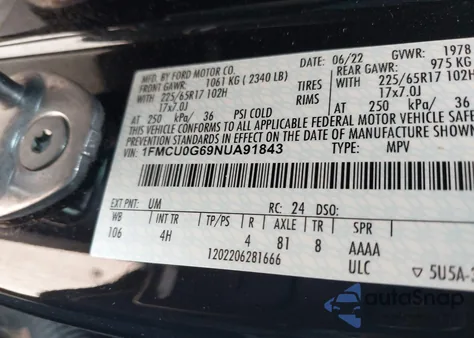 MFD. BY FORD MOTOR CO. 06/22 GVWR: 1978
FRONT GAWR: 1061 KG ( 2340 LB) REAR GAWR: 975 KG
WITH 225/65R17 102H TIRES WITH 225/65R17
17x7.0J RIMS 17x7.0J
AT 250 kPa/ 36 PSI COLD AT 250 kPa/ 36
THIS VEHICLE CONFORMS TO ALL APPLICABLE FEDERAL MOTOR VEHICLE SAFE
PREVENTION STANDARDS IN EFFECT ON THE DATE OF MANUFACTURE
VIN: 1FMCU0G69NUA91843 TYPE: MPV
EXT PNT: UM RC: 24 DSO:
WB INT TR TP/PS R AXLE TR SPR
106 4H 4 81 8 AAAA
1202206281666 ULC ▽ 5U5A-
autoSnap